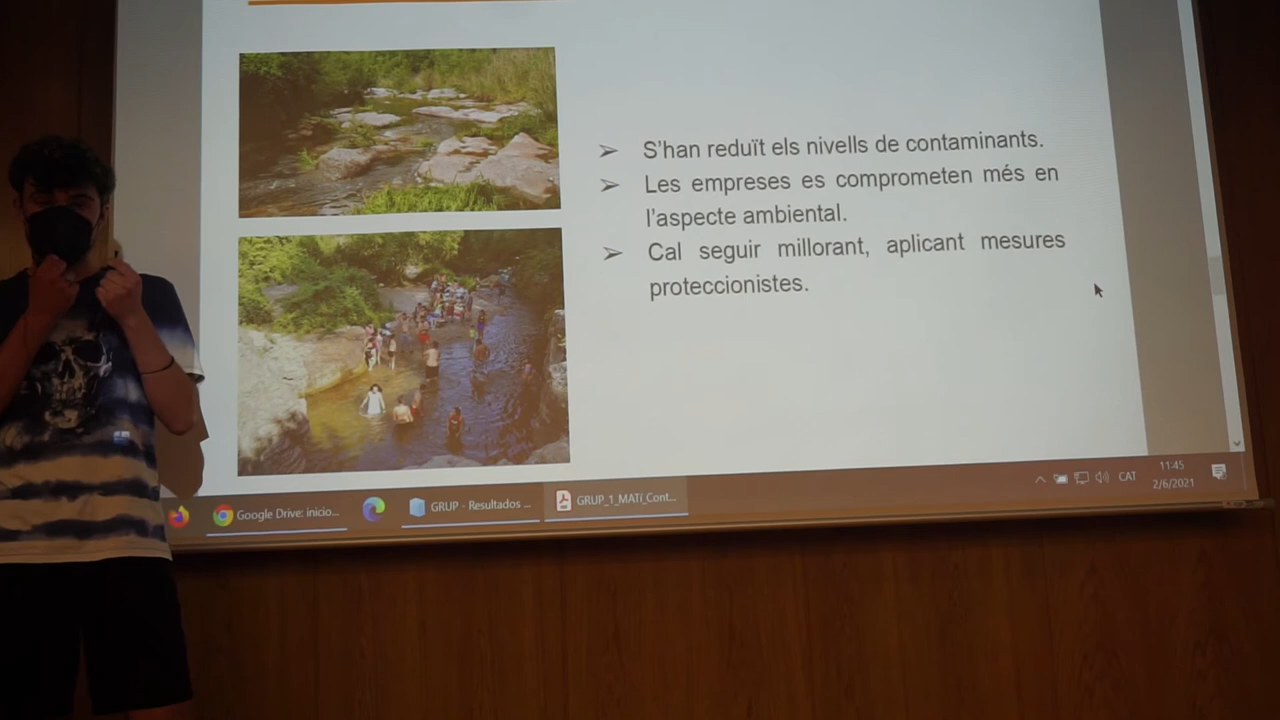 ➢ S'han reduït els nivells de contaminants.
➢ Les empreses es comprometen més en
l'aspecte ambiental.
➢ Cal seguir millorant, aplicant mesures
proteccionistes.
Google Drive: inicio...
GRUP - Resultados ...
GRUP_1_MATÍ_Cont...
CAT
11:45
2/6/2021